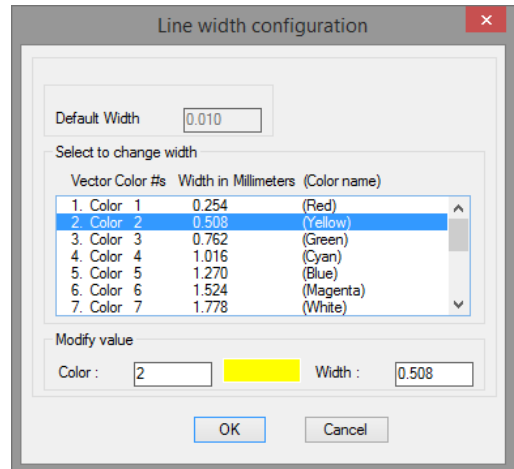 Line width configuration
Default Width 0.010
Select to change width
Vector Color #s Width in Millimeters (Color name)
1. Color 1 0.254 (Red)
2. Color 2 0.508 (Yellow)
3. Color 3 0.762 (Green)
4. Color 4 1.016 (Cyan)
5. Color 5 1.270 (Blue)
6. Color 6 1.524 (Magenta)
7. Color 7 1.778 (White)
Modify value
Color : 2 Width : 0.508
OK Cancel